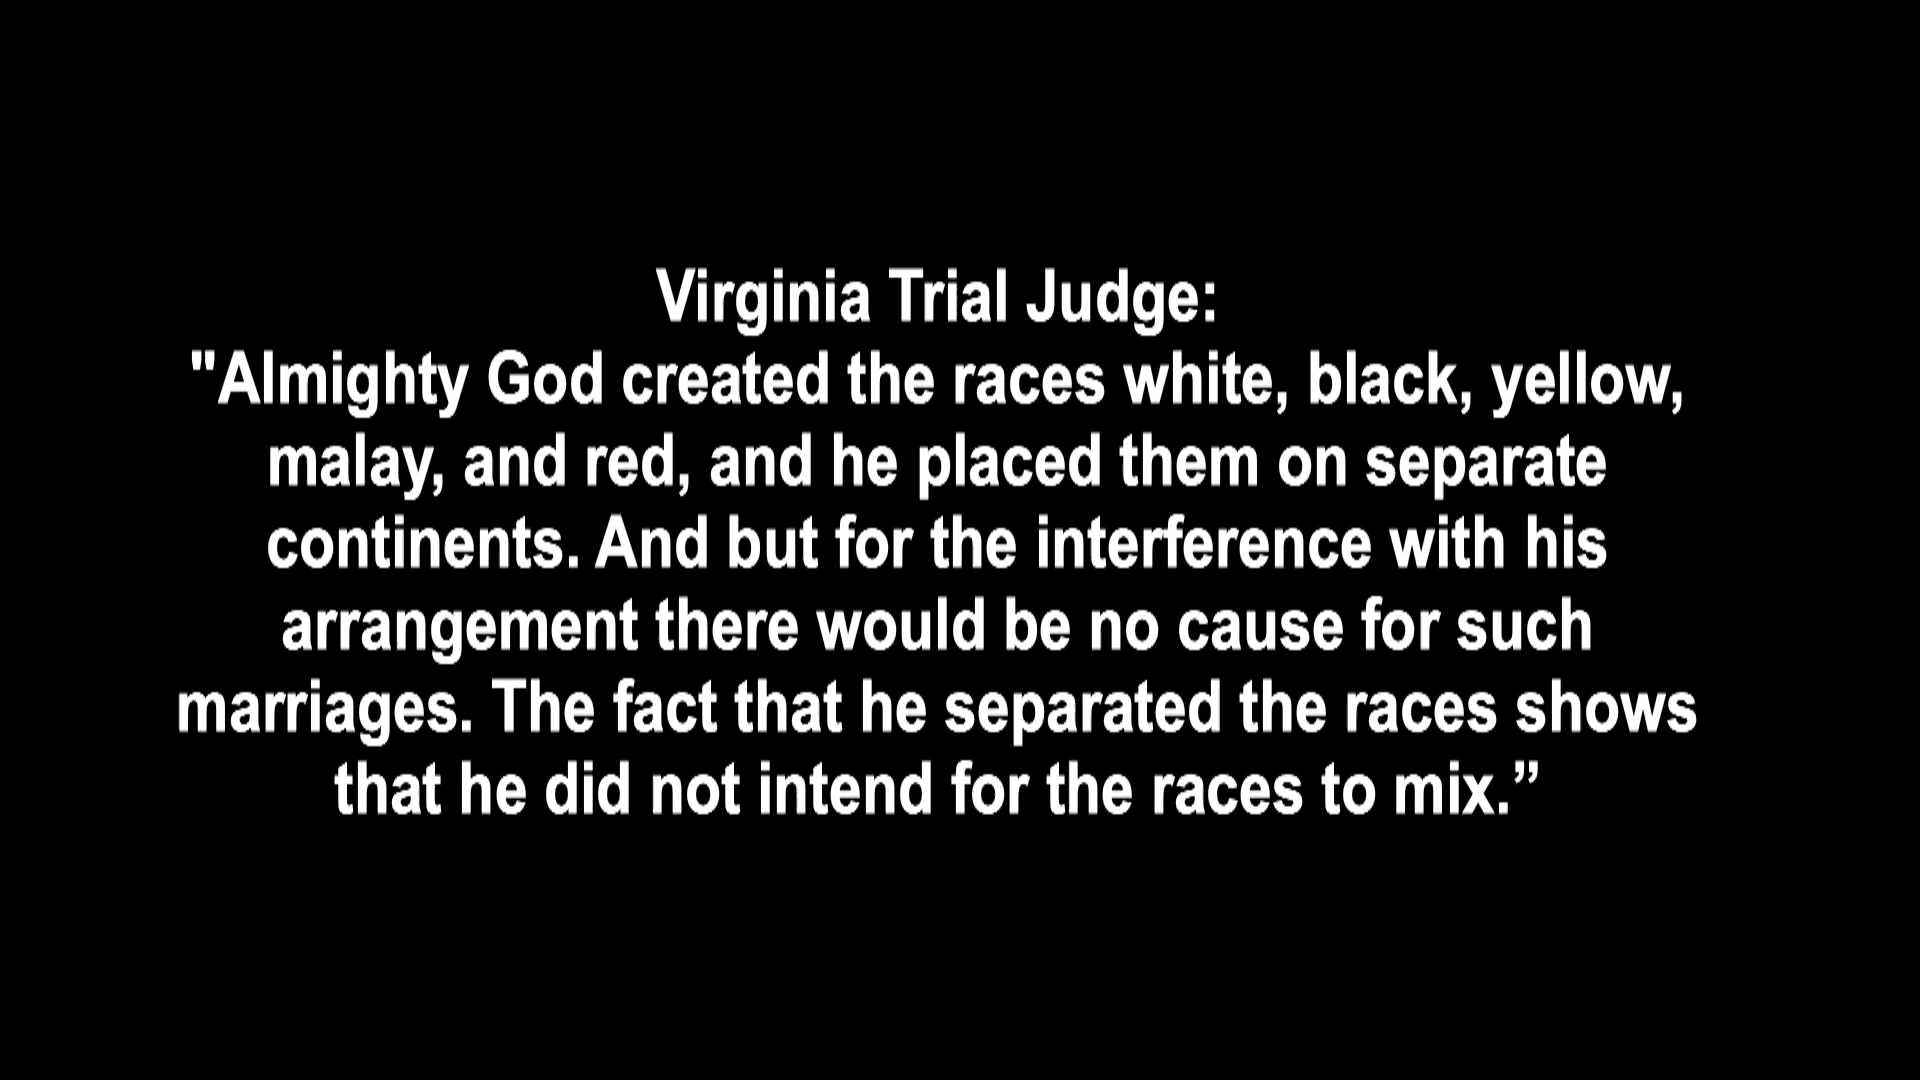 Virginia Trial Judge:
"Almighty God created the races white, black, yellow,
malay, and red, and he placed them on separate
continents. And but for the interference with his
arrangement there would be no cause for such
marriages. The fact that he separated the races shows
that he did not intend for the races to mix.”